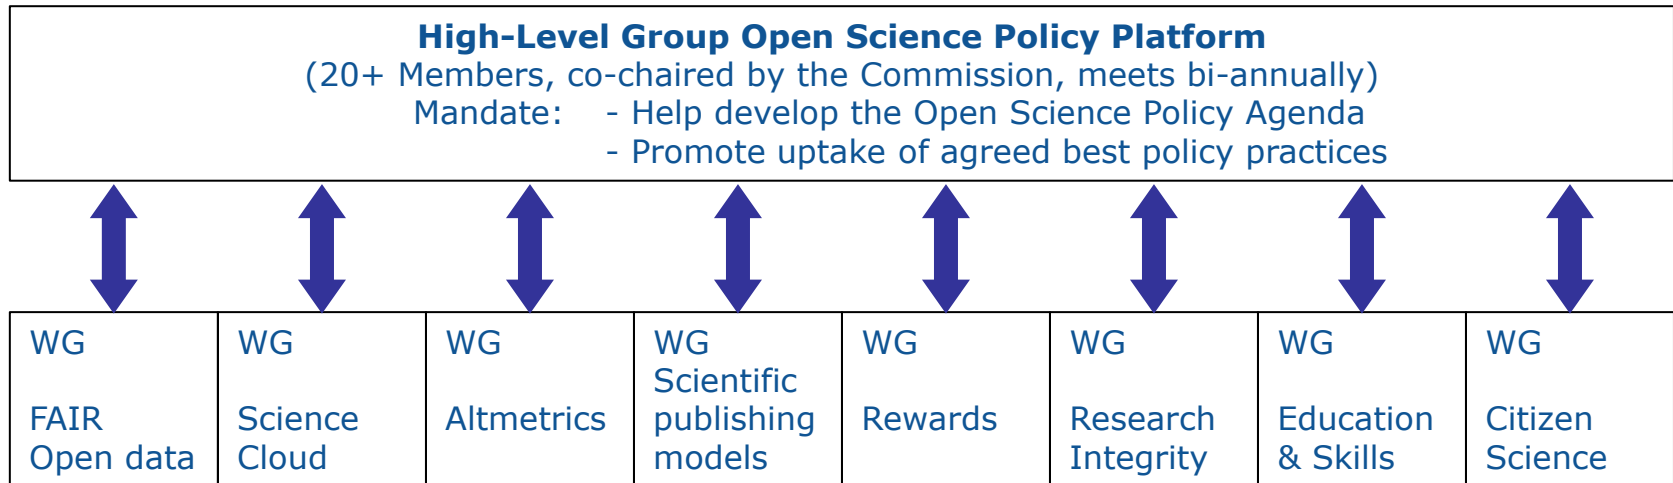 High-Level Group Open Science Policy Platform
(20+ Members, co-chaired by the Commission, meets bi-annually)
Mandate: - Help develop the Open Science Policy Agenda
- Promote uptake of agreed best policy practices
WG
FAIR
Open data
WG
Science
Cloud
WG
Altmetrics
WG
Scientific
publishing
models
WG
Rewards
WG
Research
Integrity
WG
Education
& Skills
WG
Citizen
Science